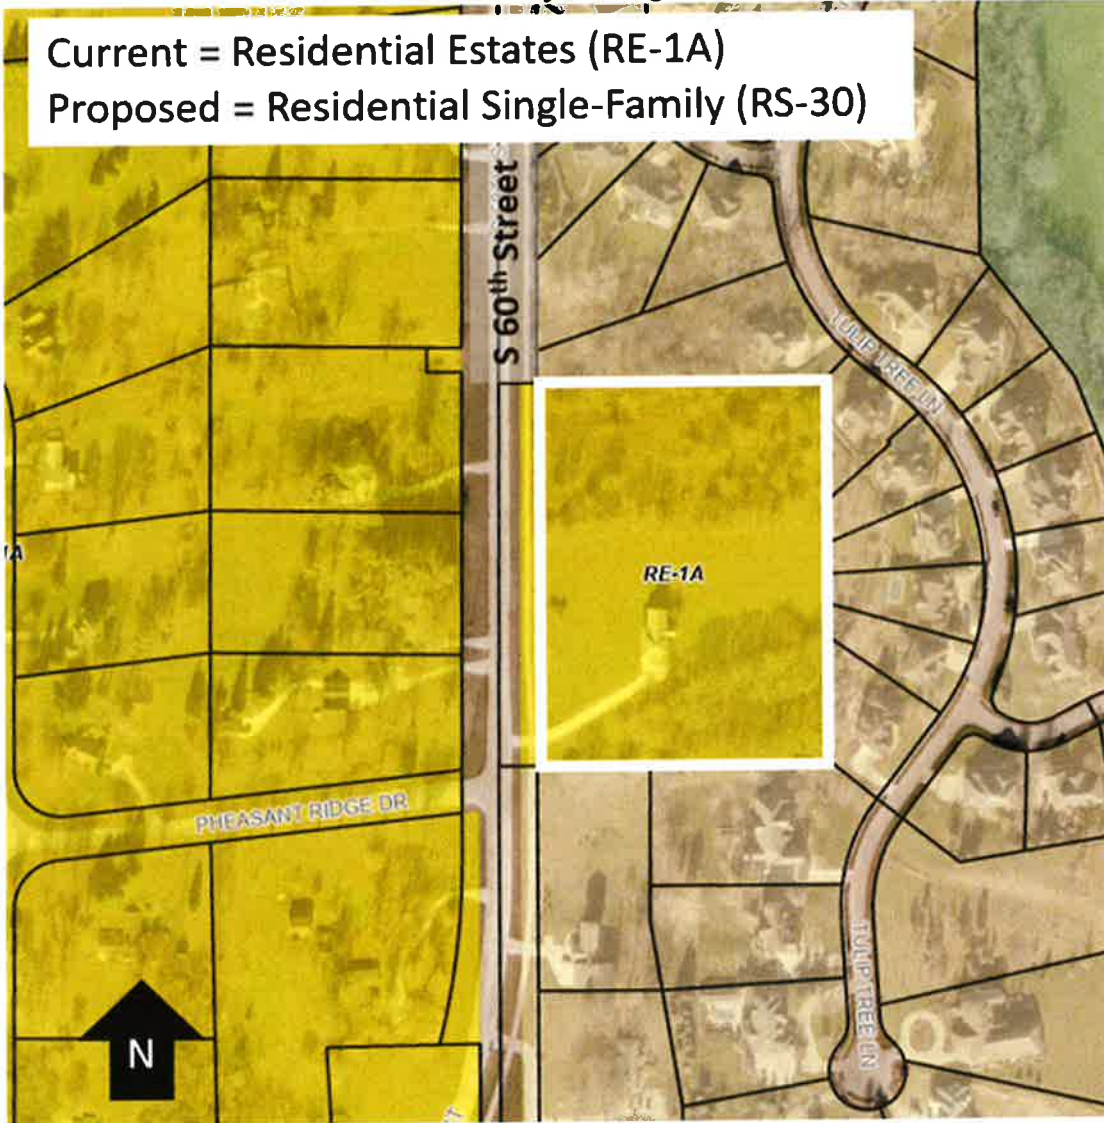 Current = Residential Estates (RE-1A)
Proposed = Residential Single-Family (RS-30)
S 60th Street
TULIP TREE LN
1A
RE-1A
PHEASANT RIDGE DR
TULIP TREE LN
N